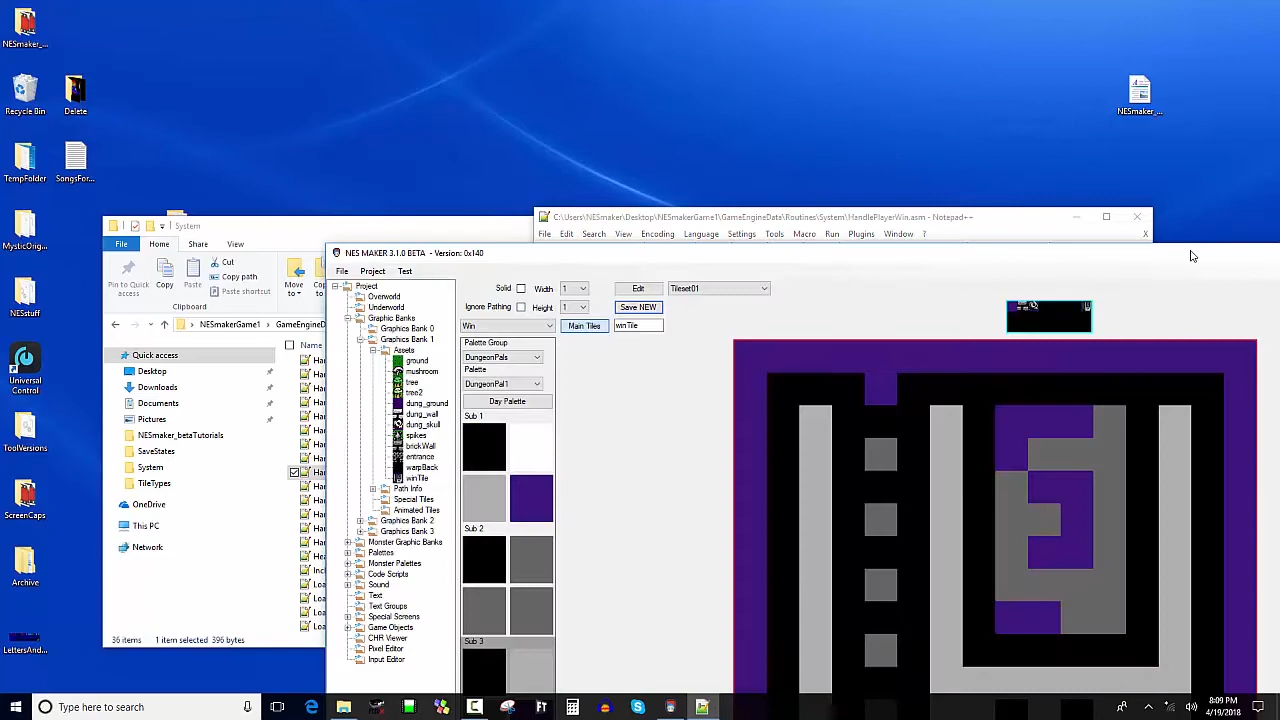 NESmaker_...
Recycle Bin
Delete
TempFolder
SongsFor...
MysticOrig...
NEStuff
Universal
Control
ToolVersions
ScreenCaps
Archive
LettersAnd...
NESmaker_...
System
File
Home
Share
View
Pin to Quick
access
Copy
Paste
Cut
Copy path
Paste shortcut
Clipboard
Move
to
NESmakerGame1
Name
Quick access
Desktop
Downloads
Documents
Pictures
NESmaker_betaTutorials
SaveStates
System
TileTypes
OneDrive
This PC
Network
36 items
1 item selected 396 bytes
C:\Users\NESmaker\Desktop\NESmakerGame1\GameEngineData\Routines\System\HandlePlayerWin.asm - Notepad++
File Edit Search View Encoding Language Settings Tools Macro Run Plugins Window ?
X
NES MAKER 3.1.0 BETA - Version: 0x140
File Project Test
Project
Overworld
Underworld
Graphic Banks
Graphics Bank 0
Graphics Bank 1
Assets
ground
mushroom
tree
tree2
dung_ground
dung_wall
dung_skull
spikes
brickWall
entrance
warpBack
winTile
Path Info
Special Tiles
Animated Tiles
Graphics Bank 2
Graphics Bank 3
Monster Graphic Banks
Palettes
Monster Palettes
Code Scripts
Sound
Text
Text Groups
Special Screens
Game Objects
CHR Viewer
Pixel Editor
Input Editor
Solid
Width
1
Edit
Tileset01
Ignore Pathing
Height
1
Save NEW
Win
Main Tiles
winTile
Palette Group
DungeonPals
Palette
DungeonPal1
Day Palette
Sub 1
Sub 2
Sub 3
Type here to search
8:09 PM
4/19/2018